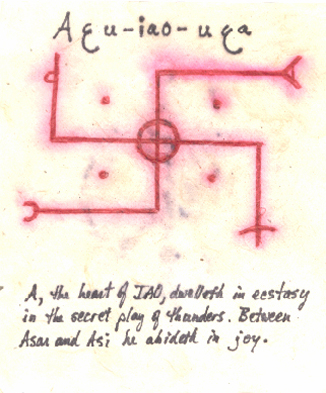 Aεu-iao-uεa
A, the heart of IAO, dwelleth in ecstasy
in the secret play of thunders. Between
Asar and Asi he abideth in joy.